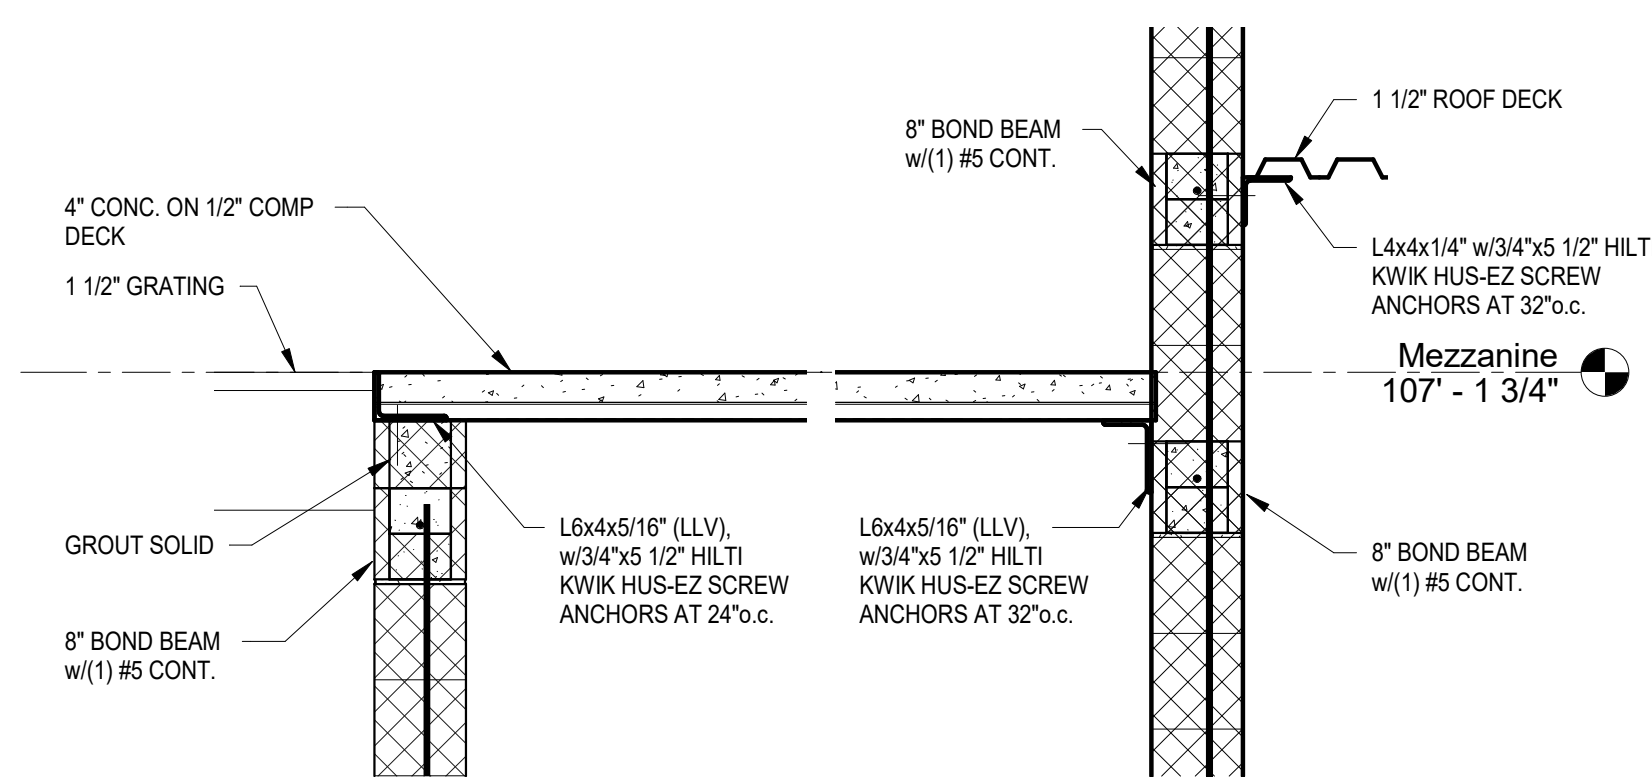 1 1/2" ROOF DECK
8" BOND BEAM
w/(1) #5 CONT.
4" CONC. ON 1/2" COMP
DECK
1 1/2" GRATING
L4x4x1/4" w/3/4"x5 1/2" HILT
KWIK HUS-EZ SCREW
ANCHORS AT 32"o.c.
Mezzanine
107' - 1 3/4"
GROUT SOLID
L6x4x5/16" (LLV),
w/3/4"x5 1/2" HILTI
KWIK HUS-EZ SCREW
ANCHORS AT 24"o.c.
L6x4x5/16" (LLV),
w/3/4"x5 1/2" HILTI
KWIK HUS-EZ SCREW
ANCHORS AT 32"o.c.
8" BOND BEAM
w/(1) #5 CONT.
8" BOND BEAM
w/(1) #5 CONT.